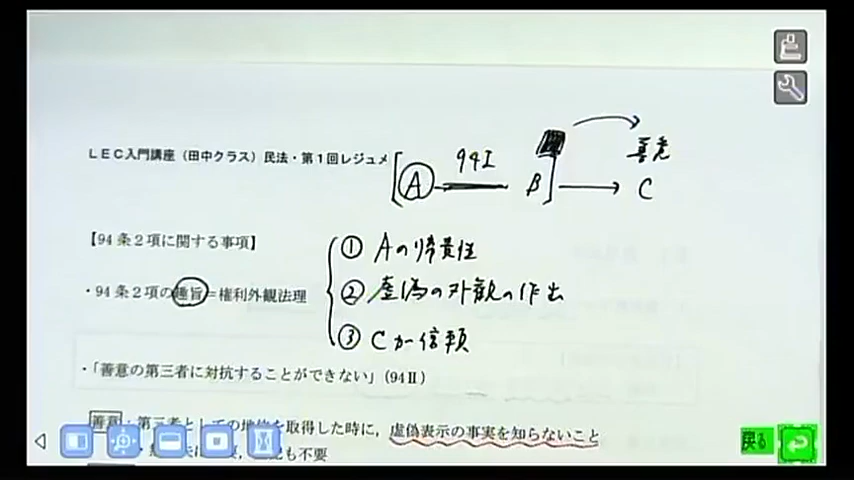 94I
善意
LEC入門講座（田中クラス）民法・第1回レジュメ
A B C
【94条2項に関する事項】
① Aの帰責性
・94条2項の趣旨＝権利外観法理
② 虚偽の外観の作出
③ Cが信頼
・「善意の第三者に対抗することができない」（94Ⅱ）
善意：第三者としての地位を取得した時に，虚偽表示の事実を知らないこと
も不要
戻る